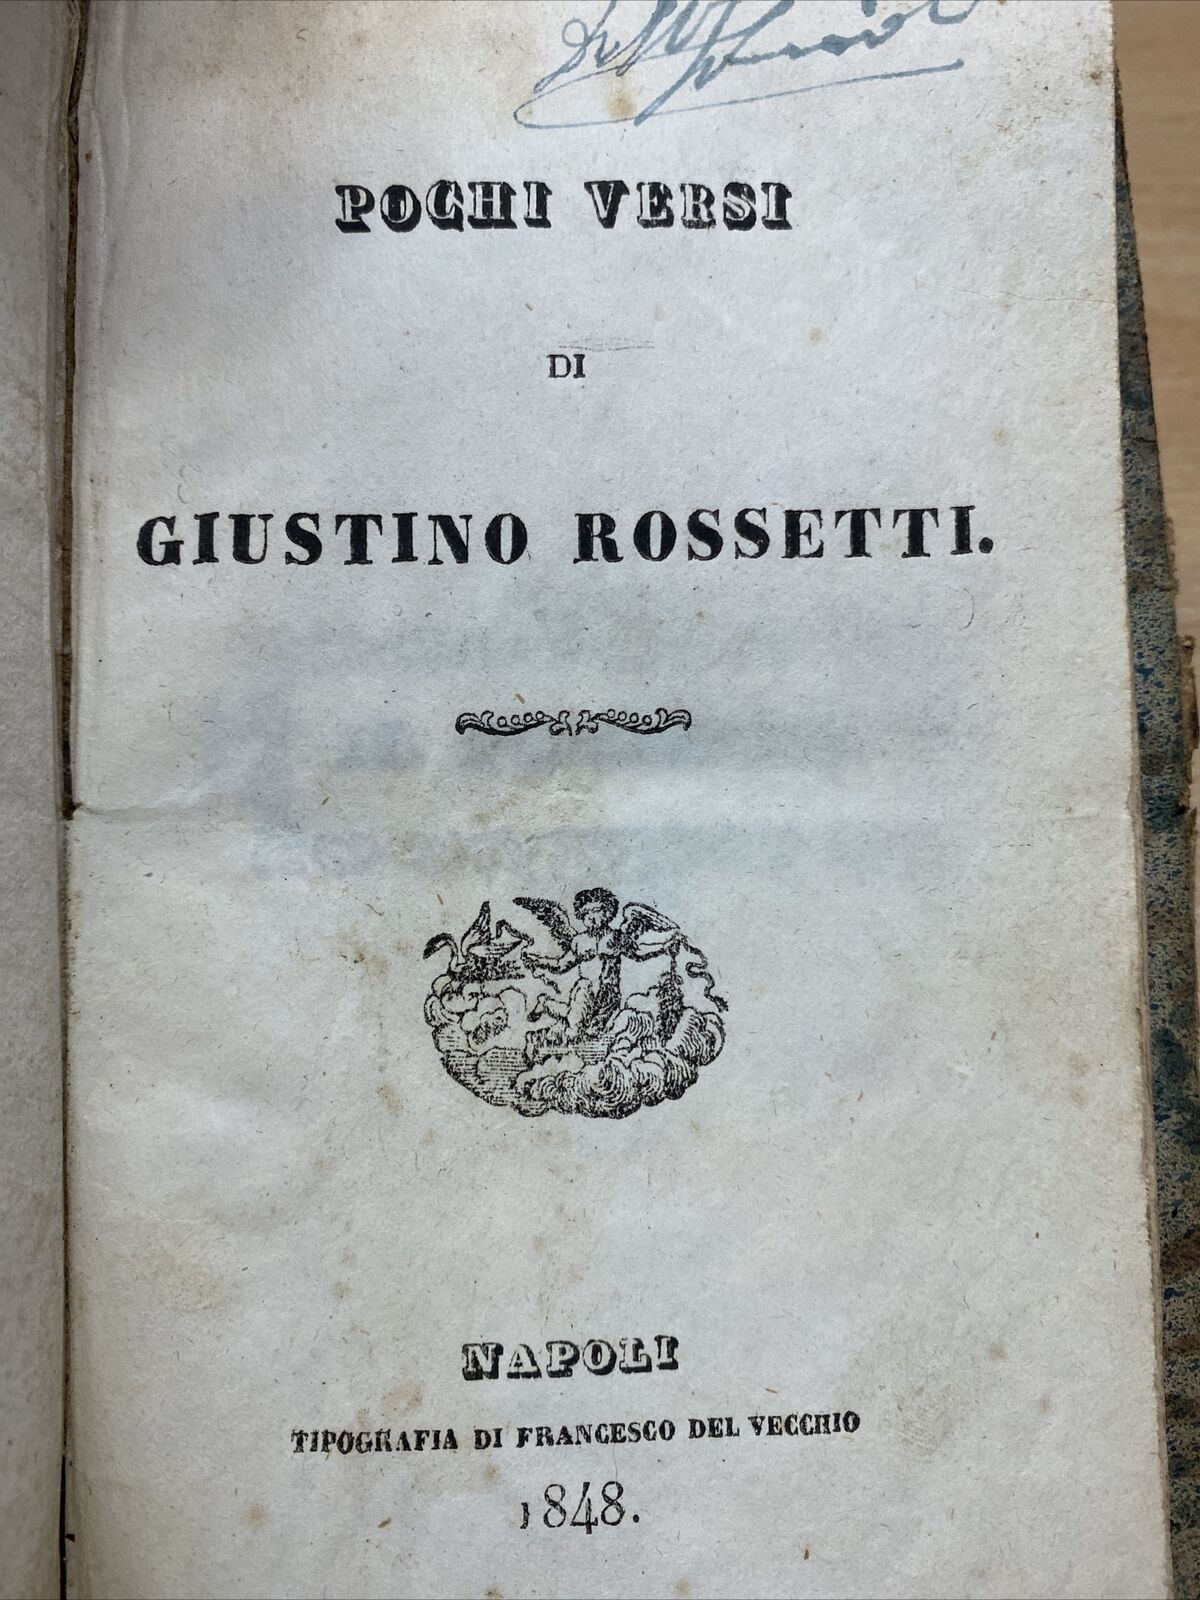 POCHI VERSI
DI
GIUSTINO ROSSETTI.
NAPOLI
TIPOGRAFIA DI FRANCESCO DEL VECCHIO
1848.